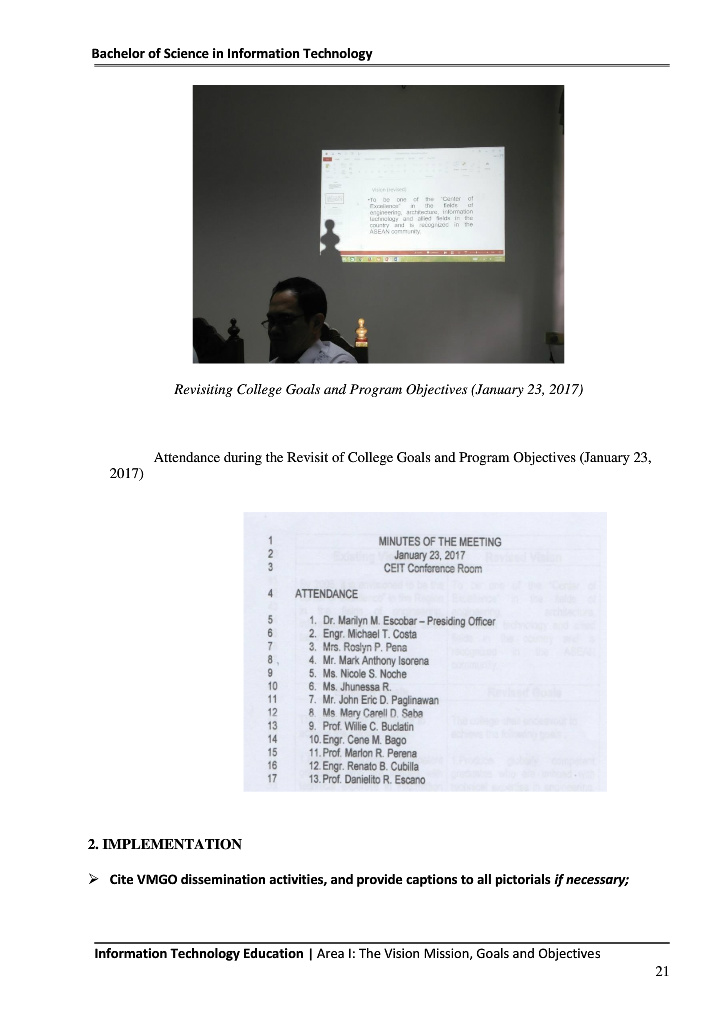 Bachelor of Science in Information Technology
Vision (revised)
•To be one of the "Center of
Excellence" in the fields of
engineering, architecture, information
technology and allied fields in the
country and is recognized in the
ASEAN community.
Revisiting College Goals and Program Objectives (January 23, 2017)
Attendance during the Revisit of College Goals and Program Objectives (January 23,
2017)
1 MINUTES OF THE MEETING
2 January 23, 2017
3 CEIT Conference Room
4 ATTENDANCE
5 1. Dr. Marilyn M. Escobar – Presiding Officer
6 2. Engr. Michael T. Costa
7 3. Mrs. Roslyn P. Pena
8 4. Mr. Mark Anthony Isorena
9 5. Ms. Nicole S. Noche
10 6. Ms. Jhunessa R.
11 7. Mr. John Eric D. Paglinawan
12 8. Ms. Mary Carell D. Saba
13 9. Prof. Willie C. Buclatin
14 10. Engr. Cene M. Bago
15 11. Prof. Marlon R. Perena
16 12. Engr. Renato B. Cubilla
17 13. Prof. Danielito R. Escano
2. IMPLEMENTATION
➢ Cite VMGO dissemination activities, and provide captions to all pictorials if necessary;
Information Technology Education | Area I: The Vision Mission, Goals and Objectives
21